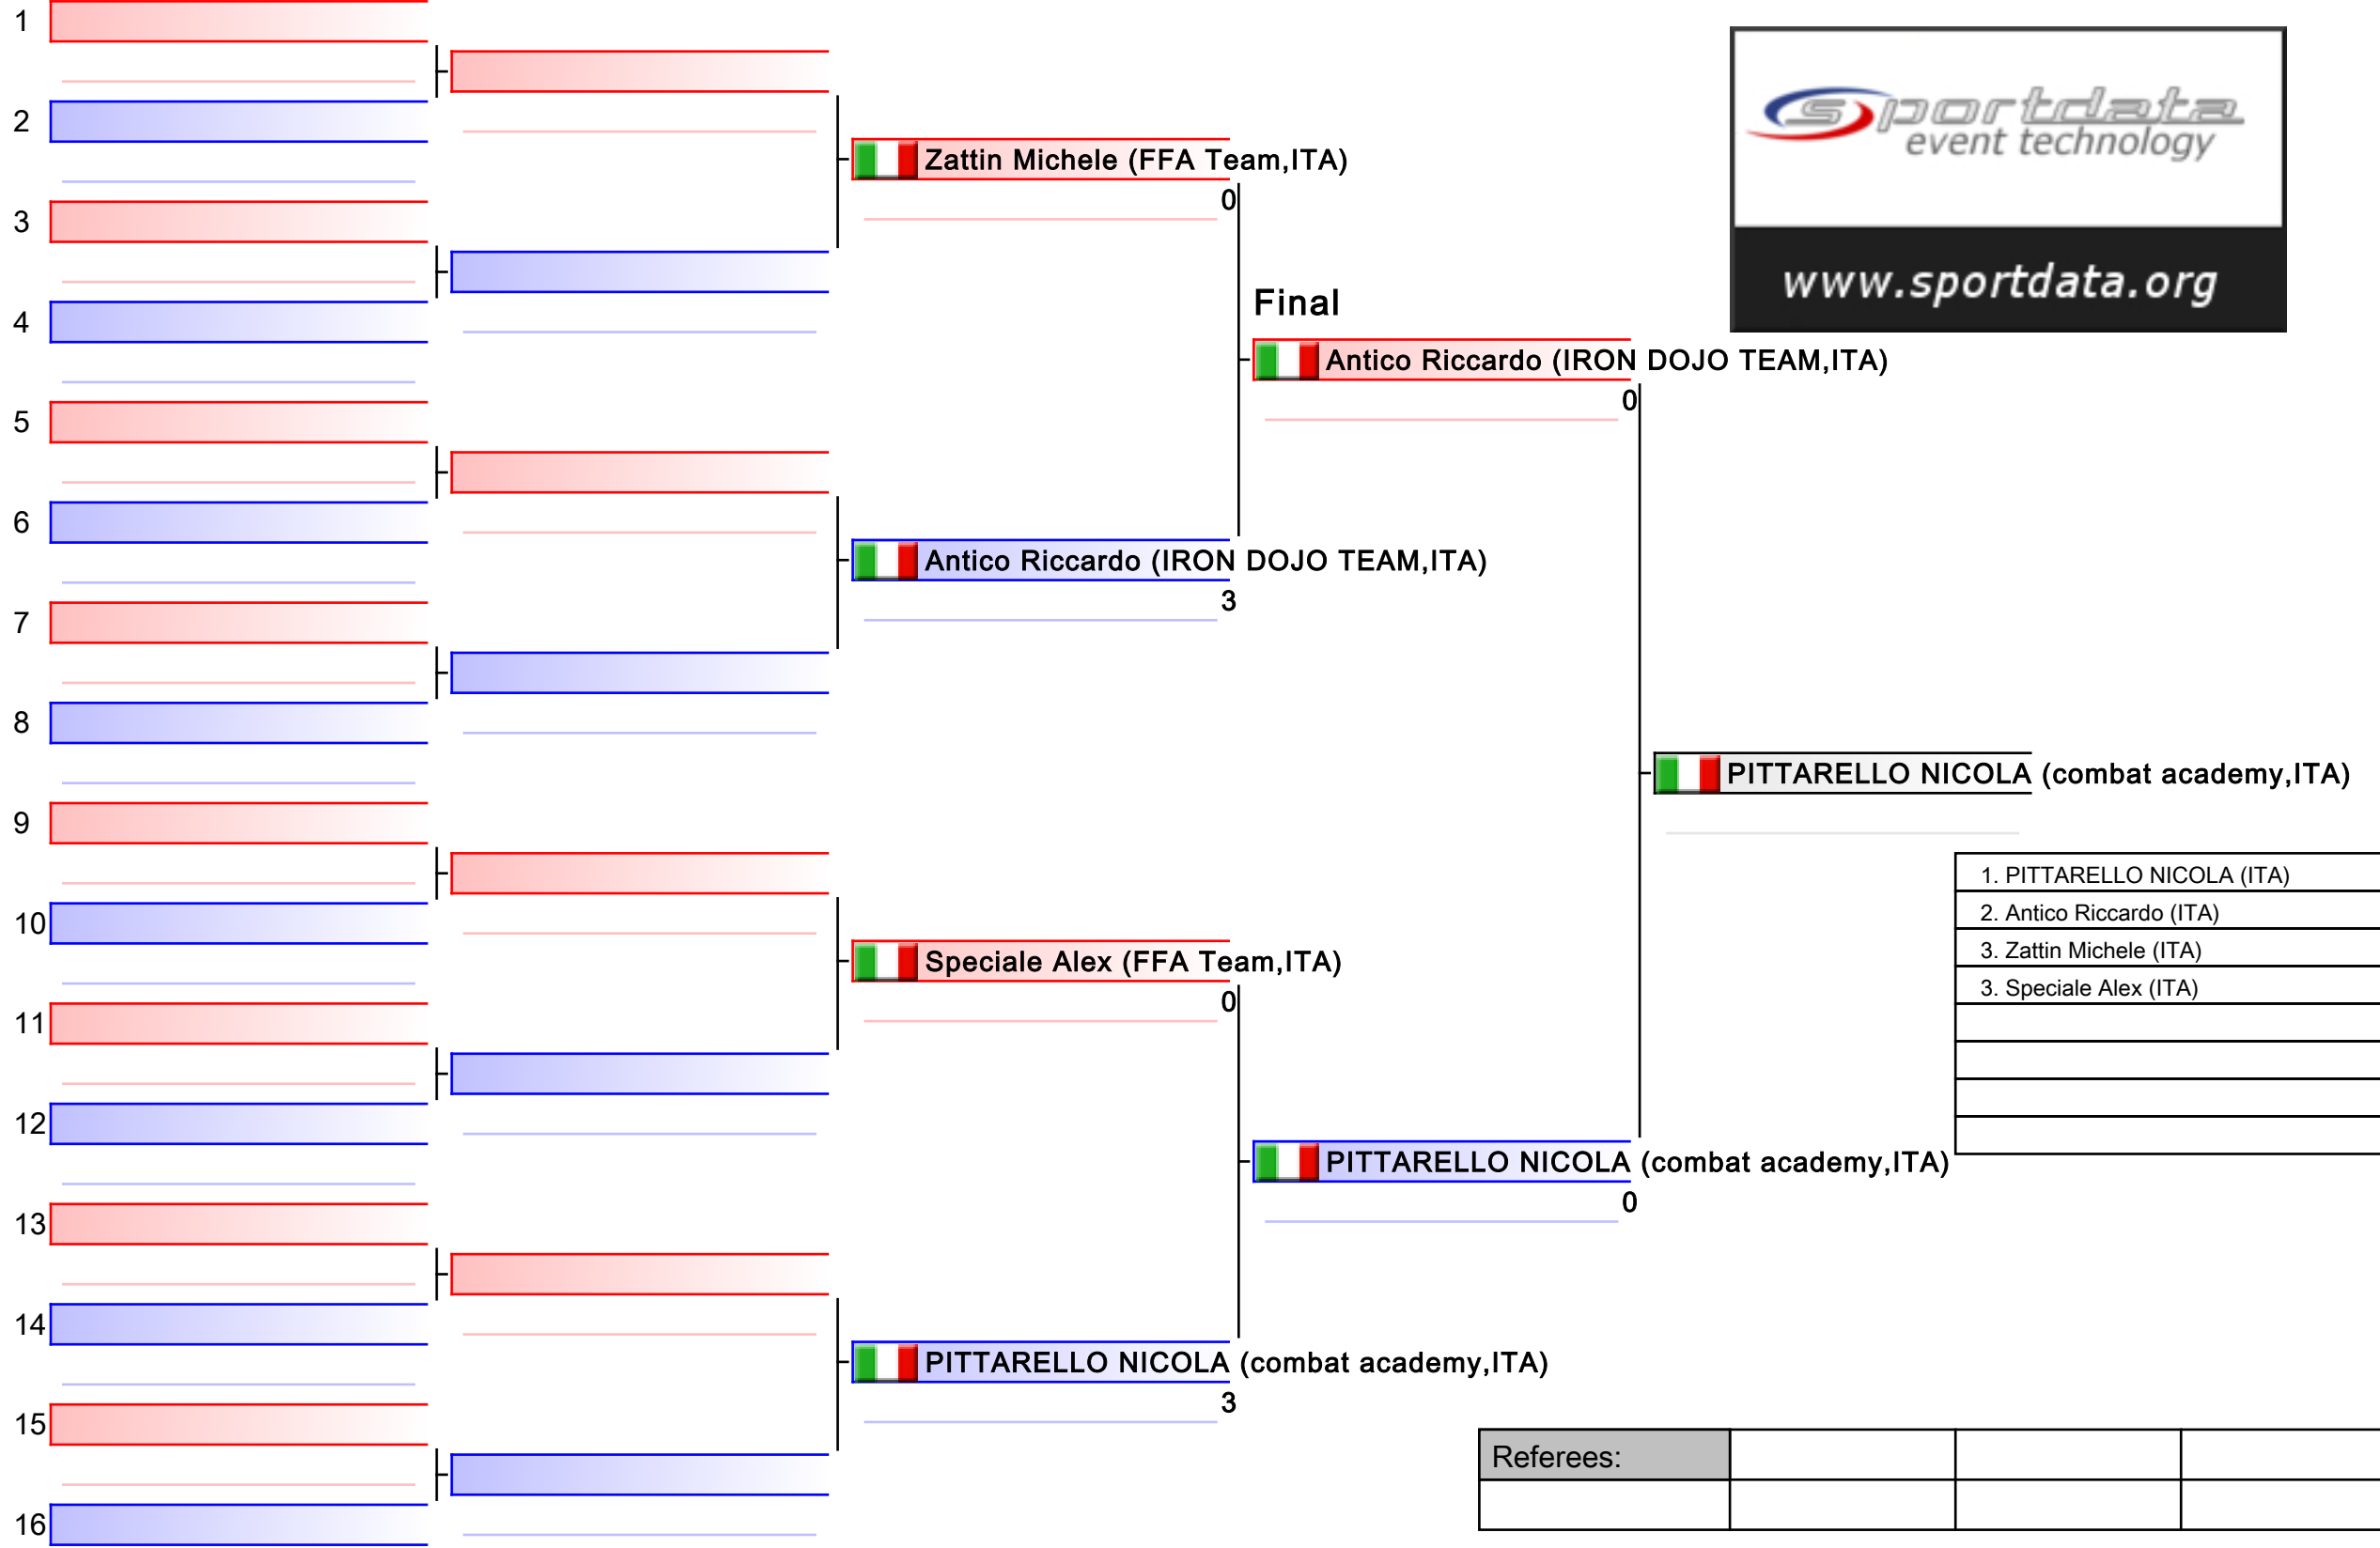 1
2
3
4
5
6
7
8
9
10
11
12
13
14
15
16
Zattin Michele (FFA Team,ITA)
0
Antico Riccardo (IRON DOJO TEAM,ITA)
3
Speciale Alex (FFA Team,ITA)
0
PITTARELLO NICOLA (combat academy,ITA)
3
Final
Antico Riccardo (IRON DOJO TEAM,ITA)
0
PITTARELLO NICOLA (combat academy,ITA)
0
PITTARELLO NICOLA (combat academy,ITA)
sportdata
event technology
www.sportdata.org
1. PITTARELLO NICOLA (ITA)
2. Antico Riccardo (ITA)
3. Zattin Michele (ITA)
3. Speciale Alex (ITA)
Referees: